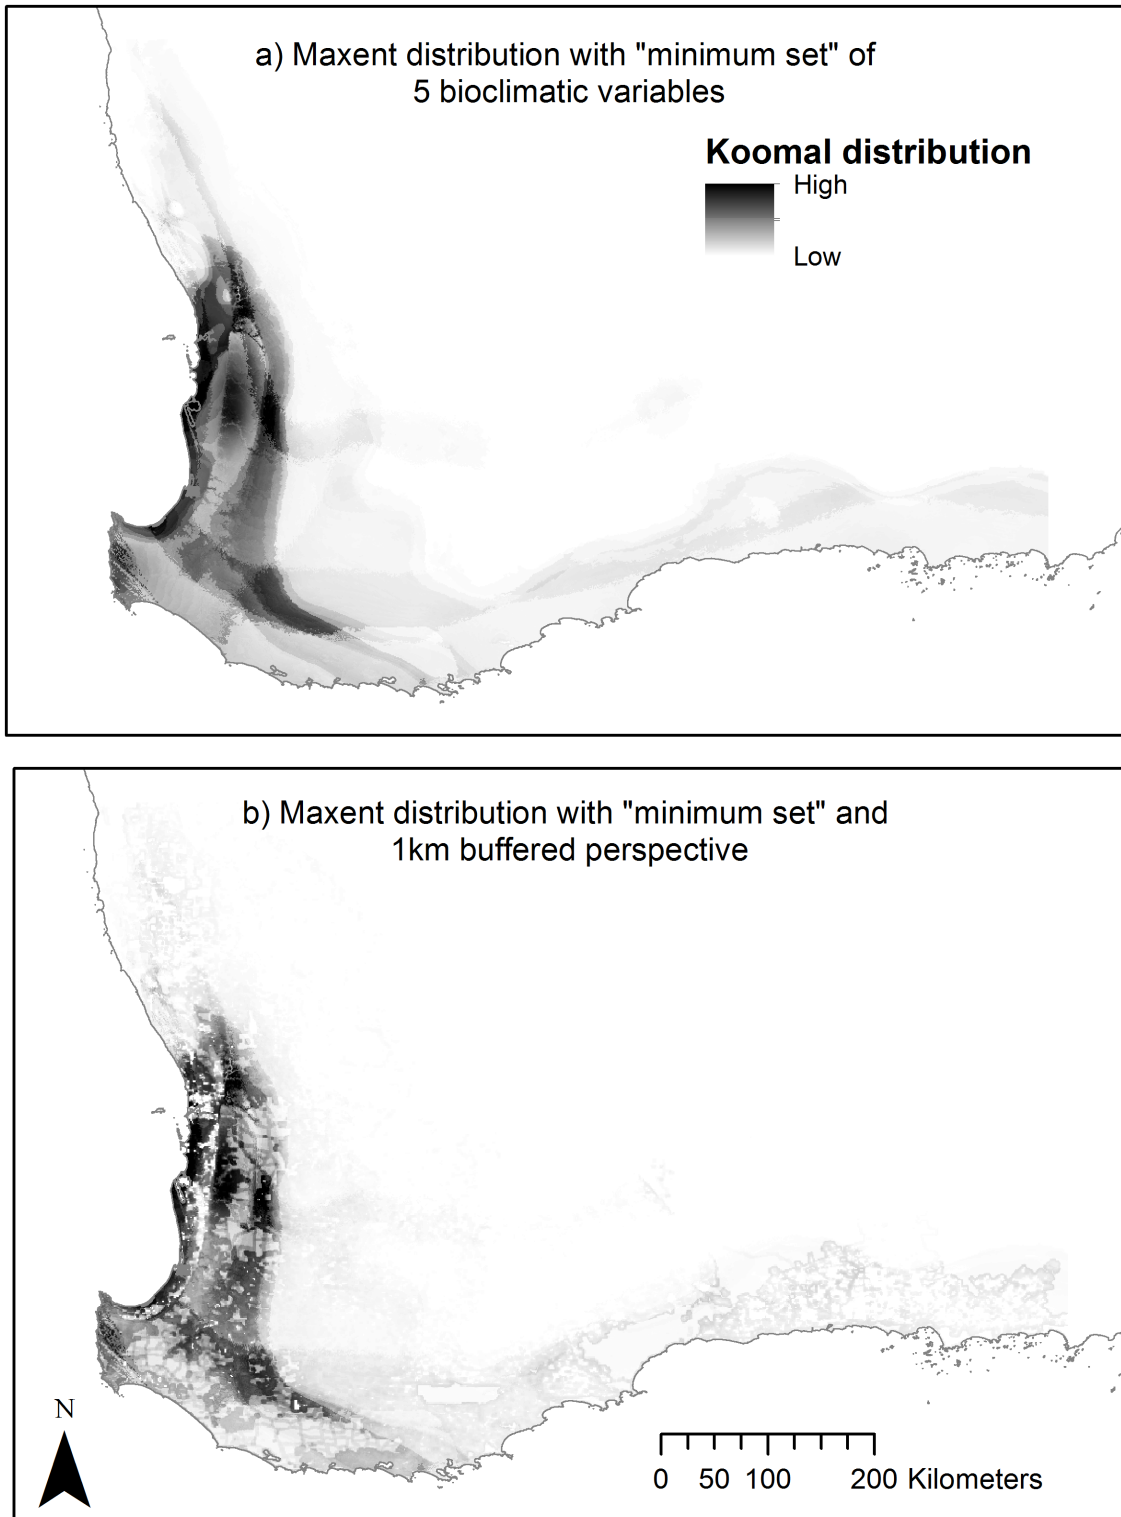 a) Maxent distribution with "minimum set" of
5 bioclimatic variables
Koomal distribution
High
Low
b) Maxent distribution with "minimum set" and
1km buffered perspective
N
0 50 100 200 Kilometers